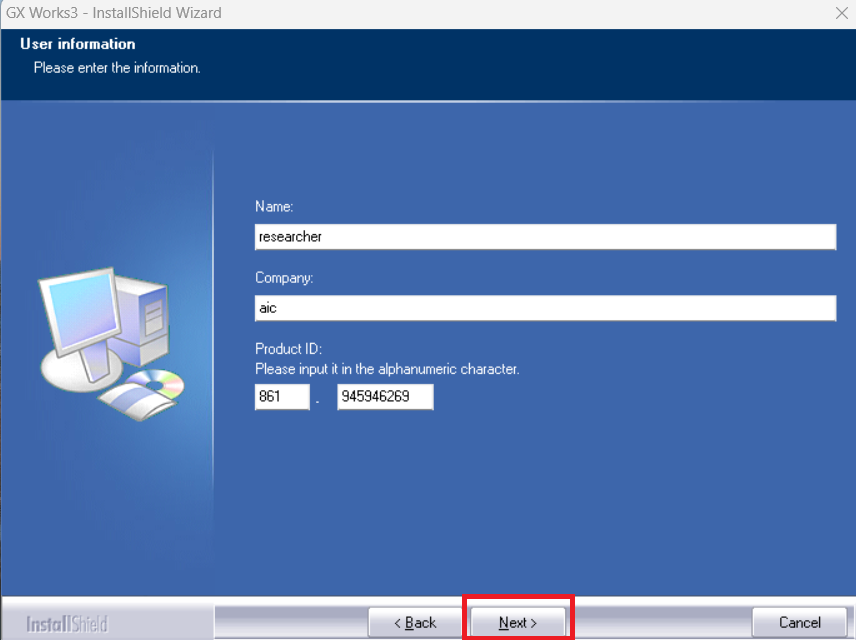 GX Works3 - InstallShield Wizard
User information
Please enter the information.
Name:
researcher
Company:
aic
Product ID:
Please input it in the alphanumeric character.
861 . 945946269
InstallShield
< Back
Next >
Cancel